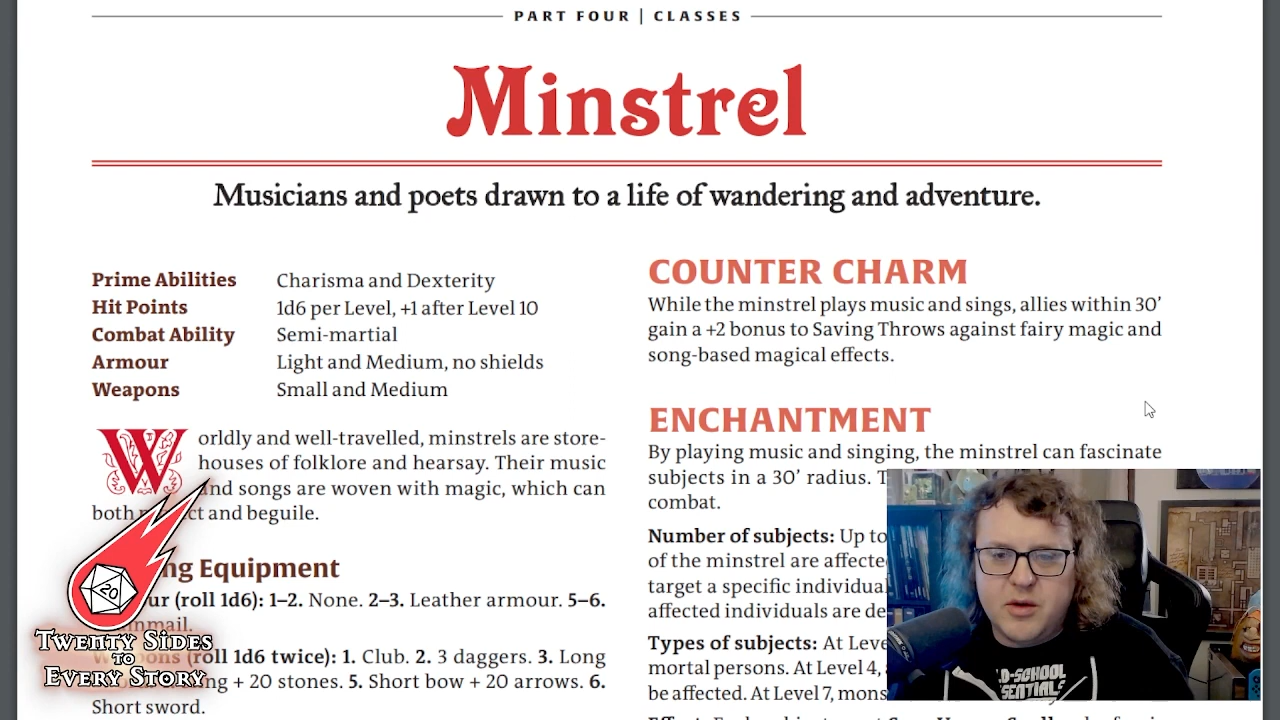 PART FOUR | CLASSES
Minstrel
Musicians and poets drawn to a life of wandering and adventure.
Prime Abilities Charisma and Dexterity
Hit Points 1d6 per Level, +1 after Level 10
Combat Ability Semi-martial
Armour Light and Medium, no shields
Weapons Small and Medium
Worldly and well-travelled, minstrels are store-
houses of folklore and hearsay. Their music
and songs are woven with magic, which can
both and beguile.
Equipment
(roll 1d6): 1–2. None. 2–3. Leather armour. 5–6.
(roll 1d6 twice): 1. Club. 2. 3 daggers. 3. Long
+ 20 stones. 5. Short bow + 20 arrows. 6.
Short sword.
COUNTER CHARM
While the minstrel plays music and sings, allies within 30’
gain a +2 bonus to Saving Throws against fairy magic and
song-based magical effects.
ENCHANTMENT
By playing music and singing, the minstrel can fascinate
subjects in a 30’ radius.
combat.
Number of subjects: Up to
of the minstrel are affected
target a specific individual
affected individuals are
Types of subjects: At
mortal persons. At Level 4,
be affected. At Level 7,
TWENTY SIDES
TO
EVERY STORY
20